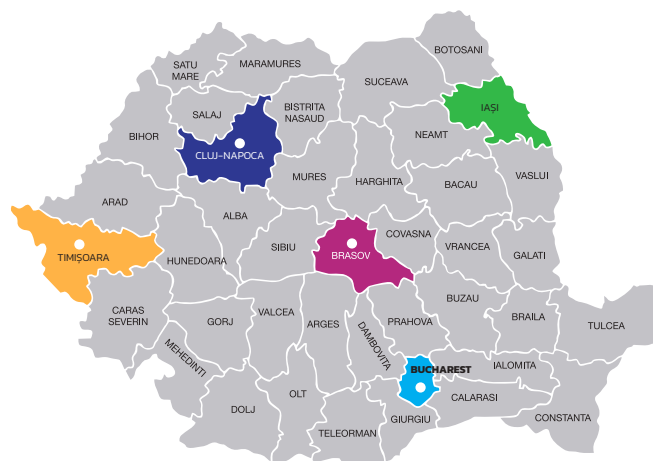 BOTOSANI
SATU
MARE
MARAMURES
SUCEAVA
SALAJ
BISTRITA
NASAUD
IAȘI
BIHOR
NEAMT
CLUJ-NAPOCA
MURES
HARGHITA
BACAU
VASLUI
ARAD
ALBA
TIMIȘOARA
HUNEDOARA
SIBIU
BRASOV
COVASNA
VRANCEA
GALATI
CARAS
SEVERIN
GORJ
VALCEA
ARGES
DAMBOVITA
PRAHOVA
BUZAU
BRAILA
TULCEA
MEHEDINTI
BUCHAREST
IALOMITA
DOLJ
OLT
TELEORMAN
GIURGIU
CALARASI
CONSTANTA